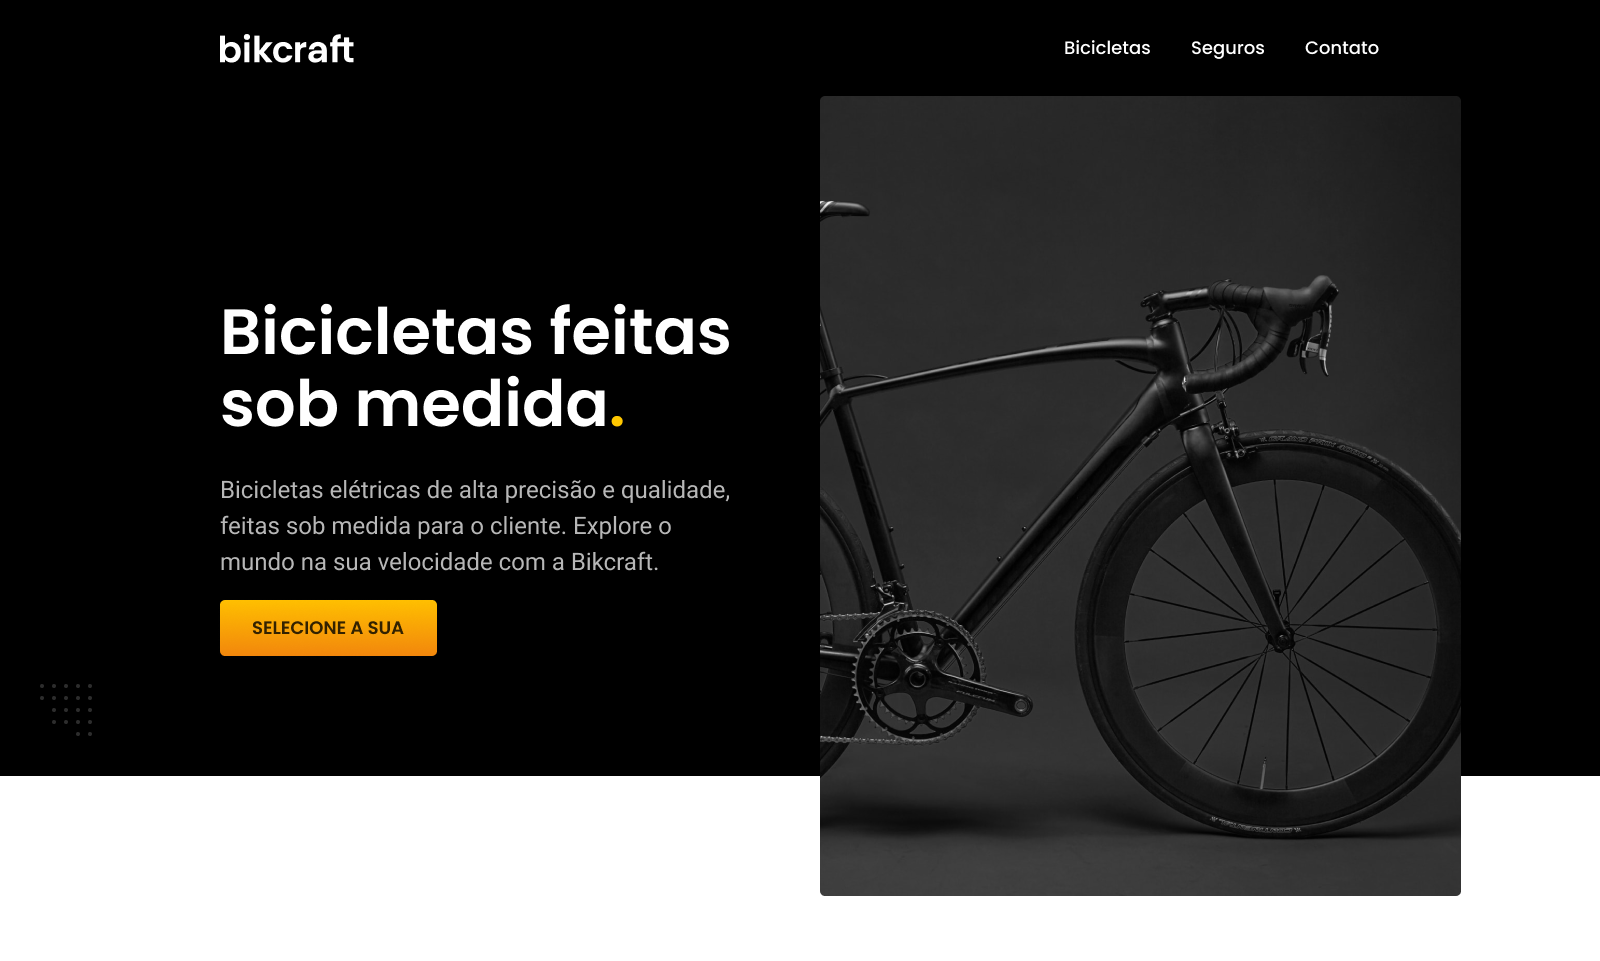 bikcraft
Bicicletas
Seguros
Contato
Bicicletas feitas
sob medida.
Bicicletas elétricas de alta precisão e qualidade,
feitas sob medida para o cliente. Explore o
mundo na sua velocidade com a Bikcraft.
SELECIONE A SUA